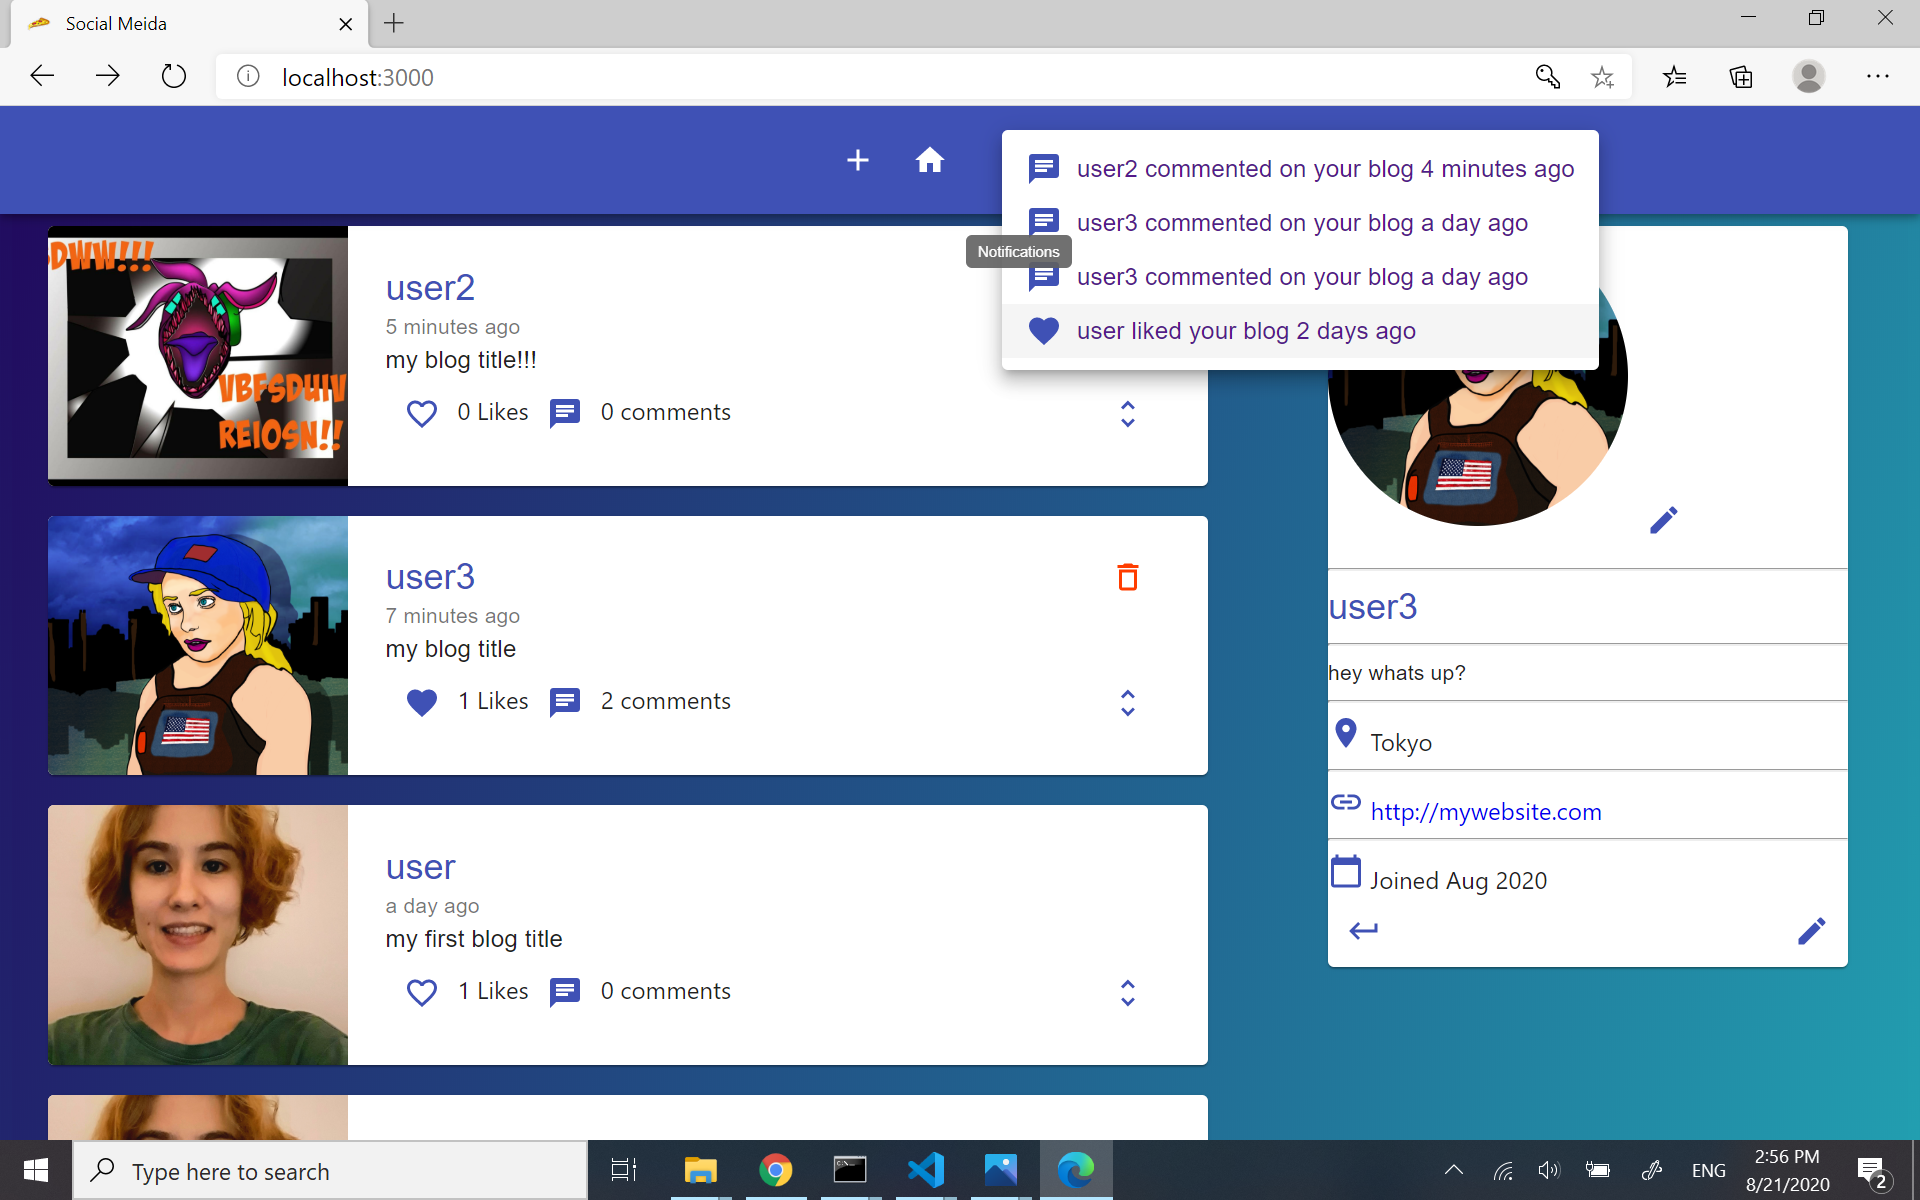 Social Meida
localhost:3000
user2 commented on your blog 4 minutes ago
user3 commented on your blog a day ago
Notifications
user3 commented on your blog a day ago
user liked your blog 2 days ago
DWW!!!
VBFSDUIV
REIOSN!!
user2
5 minutes ago
my blog title!!!
0 Likes
0 comments
user3
7 minutes ago
my blog title
1 Likes
2 comments
user
a day ago
my first blog title
1 Likes
0 comments
user3
hey whats up?
Tokyo
http://mywebsite.com
Joined Aug 2020
Type here to search
ENG
2:56 PM
8/21/2020
2